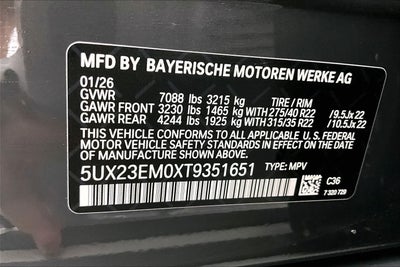 MFD BY BAYERISCHE MOTOREN WERKE AG
01/26
GVWR 7088 lbs 3215 kg TIRE / RIM
GAWR FRONT 3230 lbs 1465 kg WITH 275/40 R22 /9.5Jx22
GAWR REAR 4244 lbs 1925 kg WITH 315/35 R22 /10.5Jx22
THIS VEHICLE CONFORMS TO ALL APPLICABLE U.S. FEDERAL
MOTOR VEHICLE SAFETY STANDARDS IN EFFECT ON THE
DATE OF MANUFACTURE SHOWN ABOVE.
5UX23EM0XT9351651 TYPE: MPV
C36
7 320 729